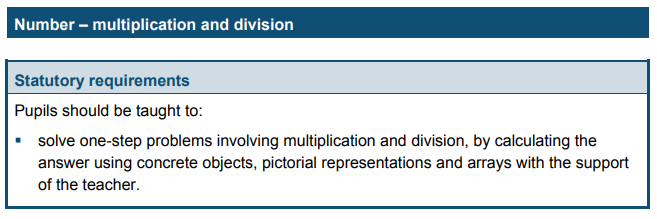 Number – multiplication and division
Statutory requirements
Pupils should be taught to:
▪ solve one-step problems involving multiplication and division, by calculating the
answer using concrete objects, pictorial representations and arrays with the support
of the teacher.